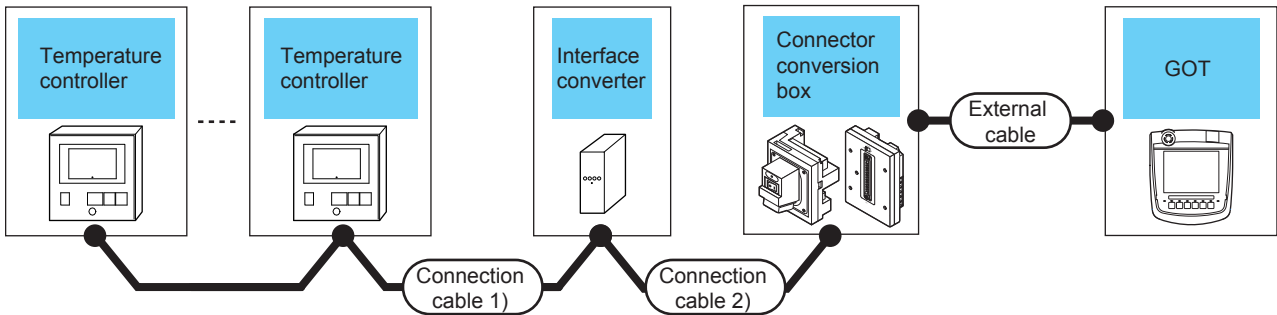 Temperature
controller
Temperature
controller
Interface
converter
Connector
conversion
box
GOT
External
cable
Connection
cable 1)
Connection
cable 2)